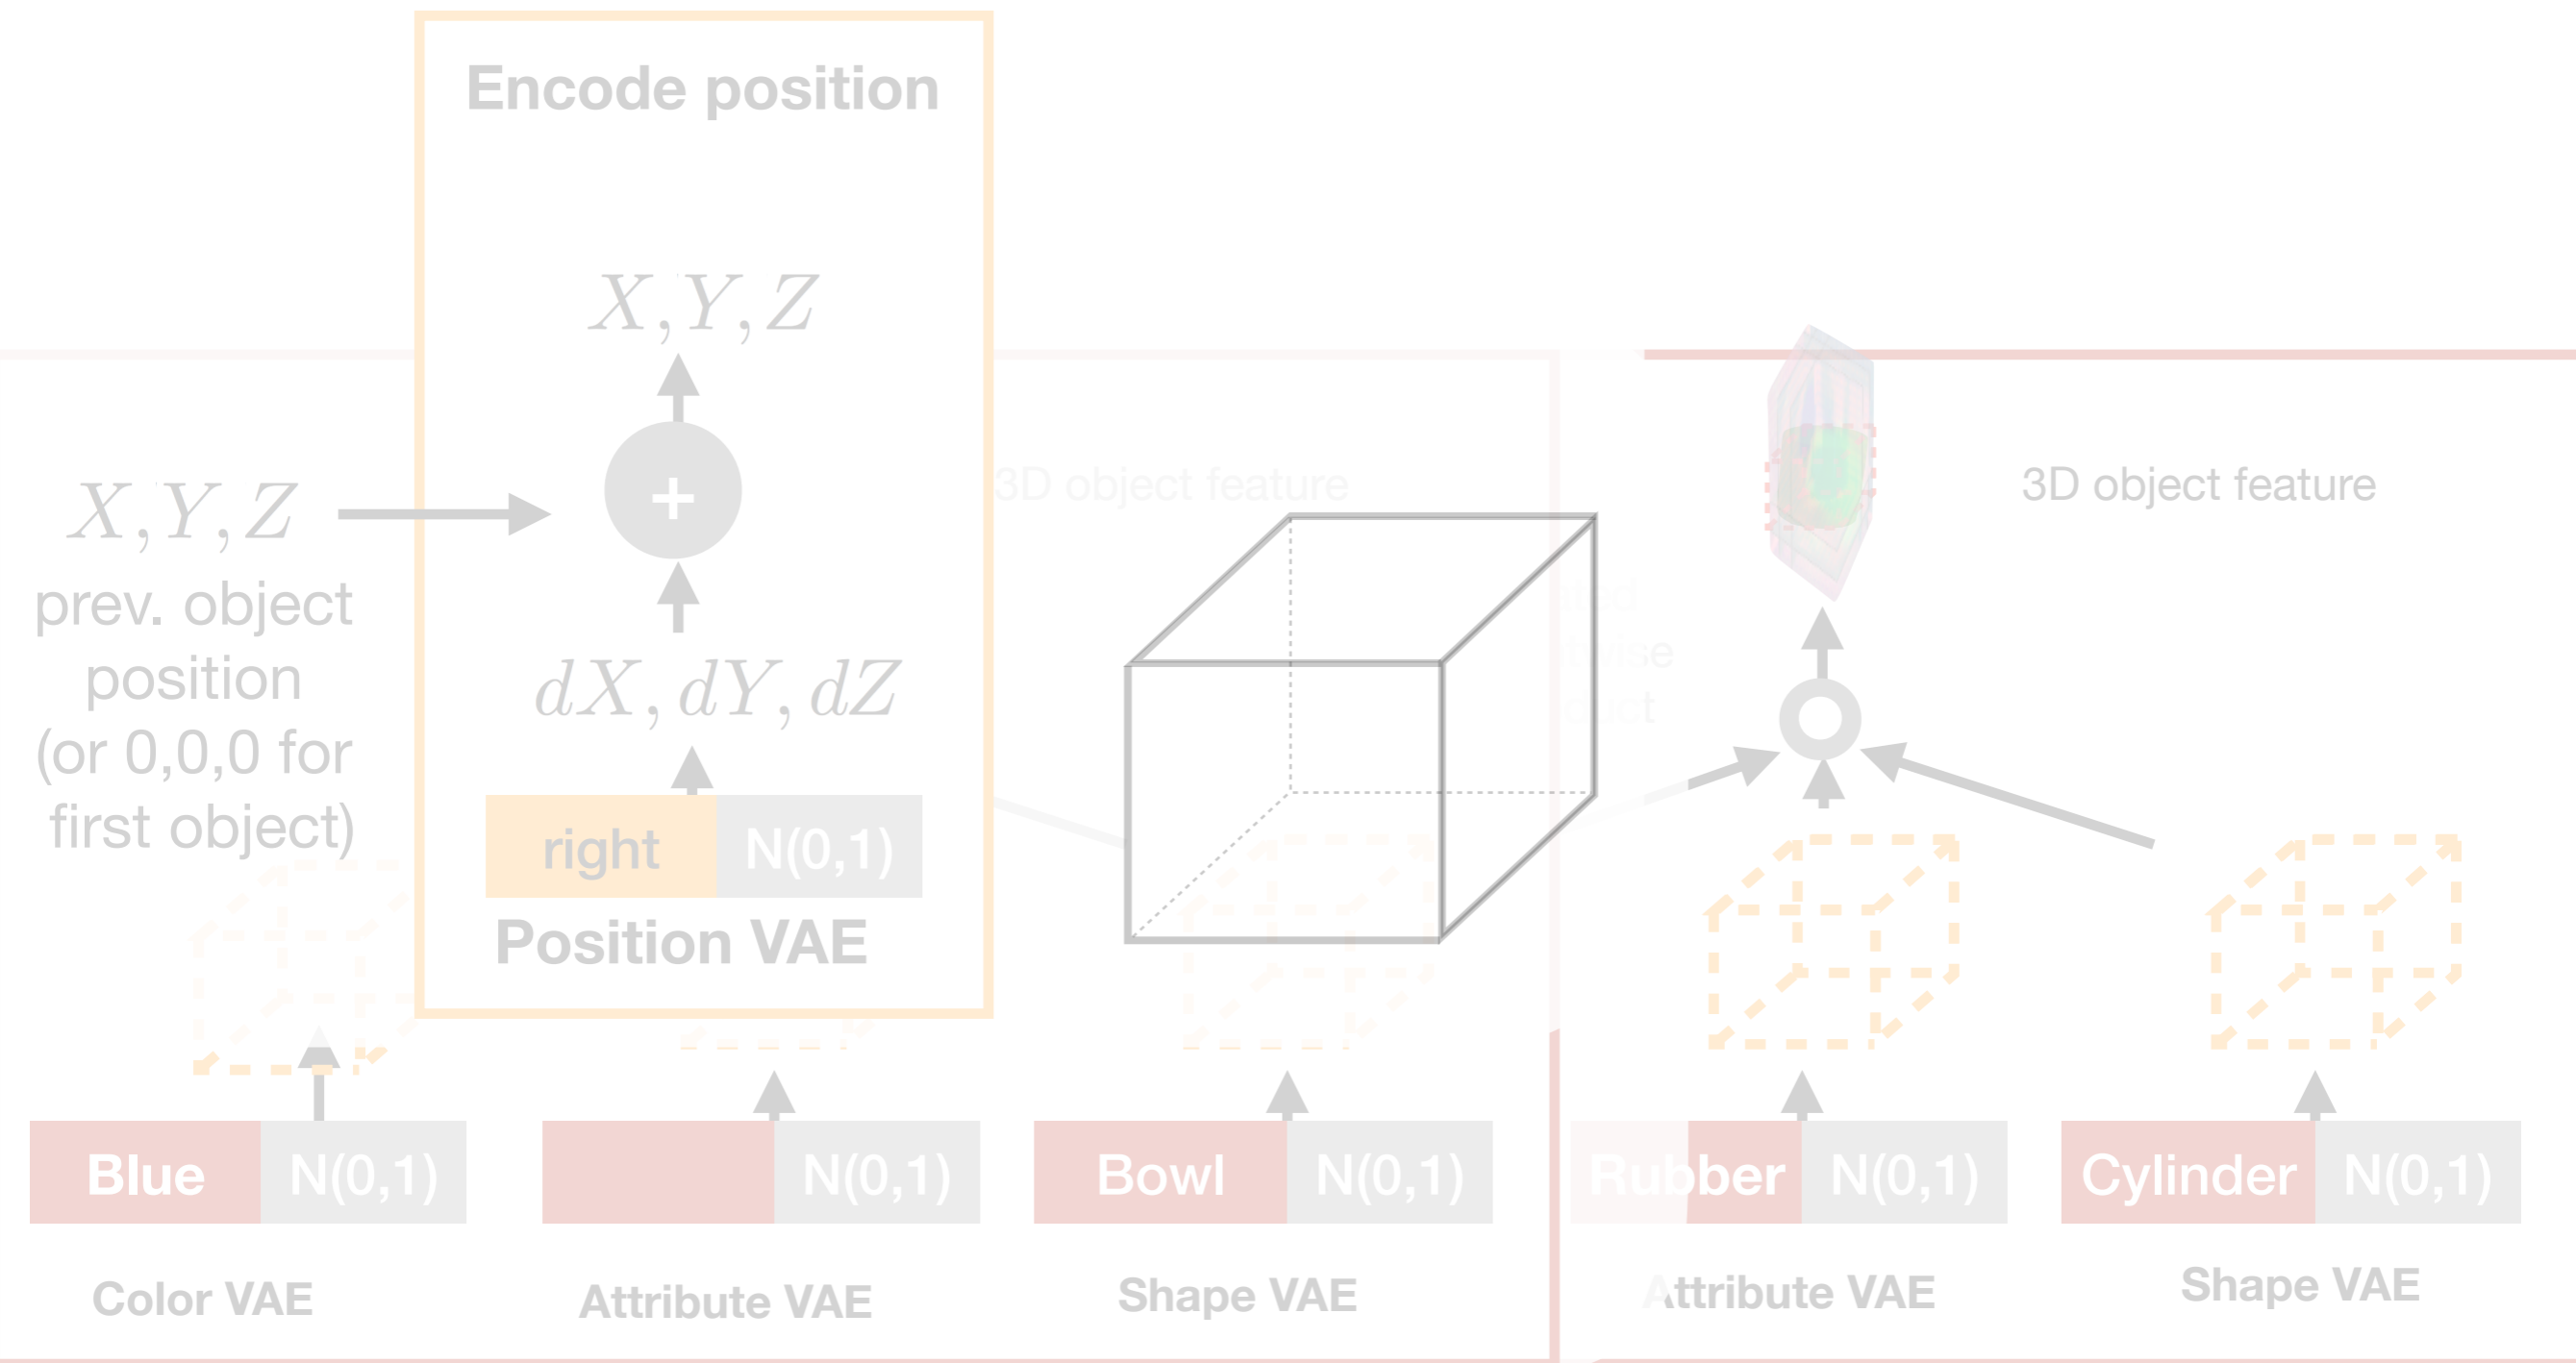 Encode position
X, Y, Z
+
X, Y, Z
prev. object
position
(or 0,0,0 for
first object)
dX, dY, dZ
right N(0,1)
Position VAE
3D object feature
3D object feature
Blue N(0,1)
N(0,1)
Bowl N(0,1)
Rubber N(0,1)
Cylinder N(0,1)
Color VAE
Attribute VAE
Shape VAE
Attribute VAE
Shape VAE